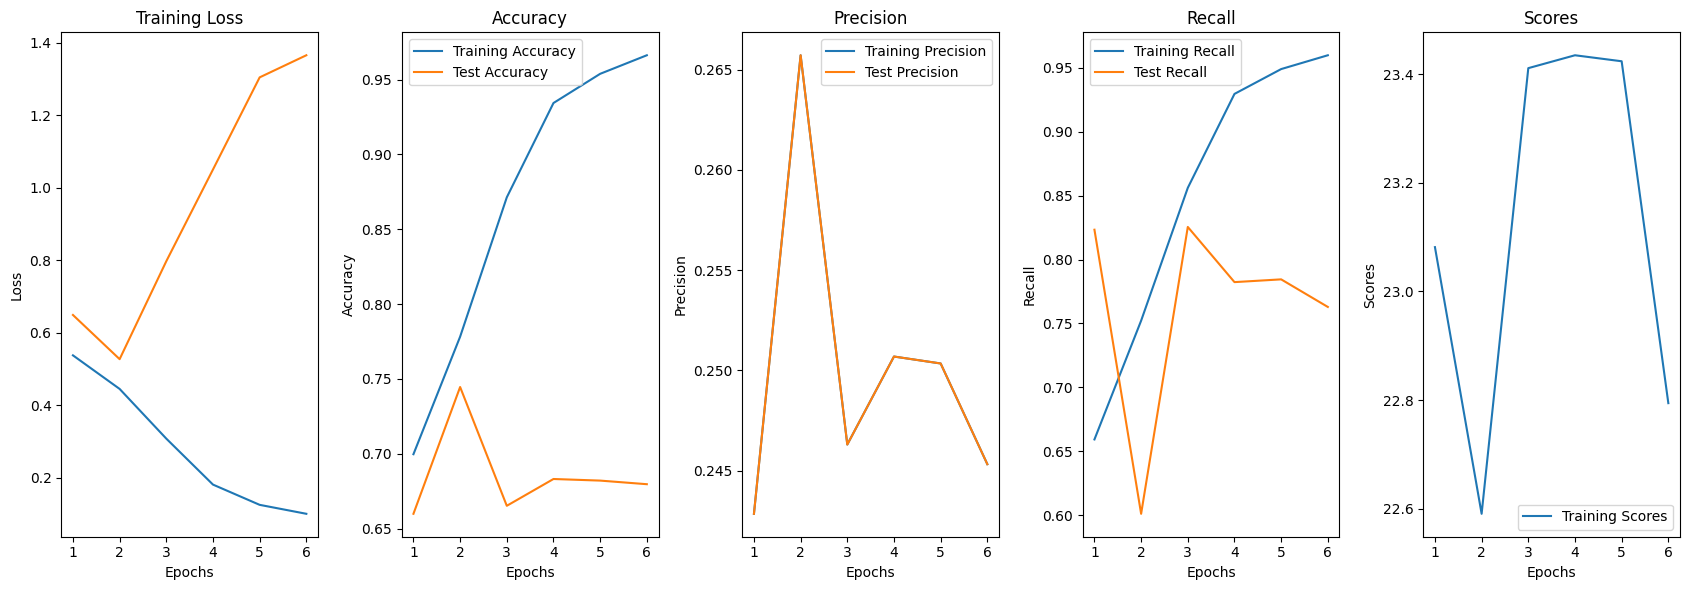 Training Loss
1.4
1.2
1.0
0.8
0.6
0.4
0.2
Loss
1 2 3 4 5 6
Epochs
Accuracy
Training Accuracy
Test Accuracy
0.95
0.90
0.85
0.80
0.75
0.70
0.65
Accuracy
1 2 3 4 5 6
Epochs
Precision
Training Precision
Test Precision
0.265
0.260
0.255
0.250
0.245
Precision
1 2 3 4 5 6
Epochs
Recall
Training Recall
Test Recall
0.95
0.90
0.85
0.80
0.75
0.70
0.65
0.60
Recall
1 2 3 4 5 6
Epochs
Scores
23.4
23.2
23.0
22.8
22.6
Scores
Training Scores
1 2 3 4 5 6
Epochs